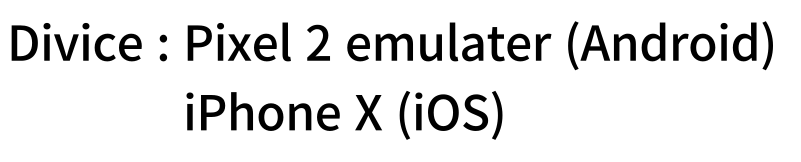 Divice : Pixel 2 emulater (Android)
iPhone X (iOS)